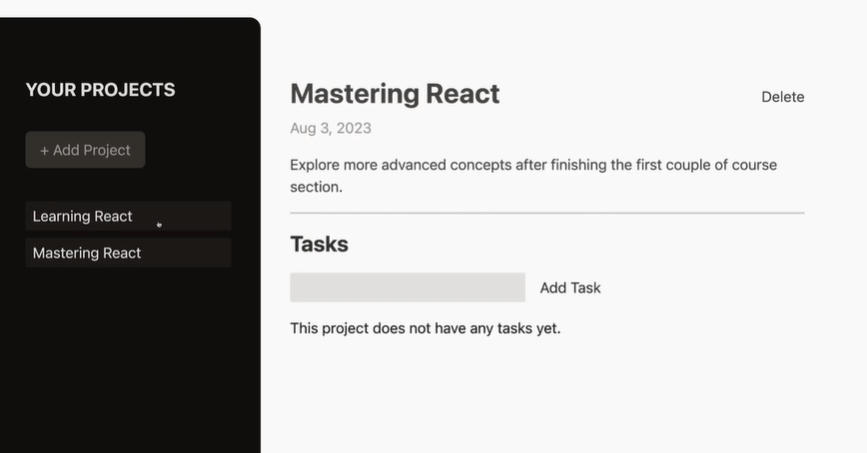 YOUR PROJECTS
+ Add Project
Learning React
Mastering React
Mastering React
Delete
Aug 3, 2023
Explore more advanced concepts after finishing the first couple of course
section.
Tasks
Add Task
This project does not have any tasks yet.